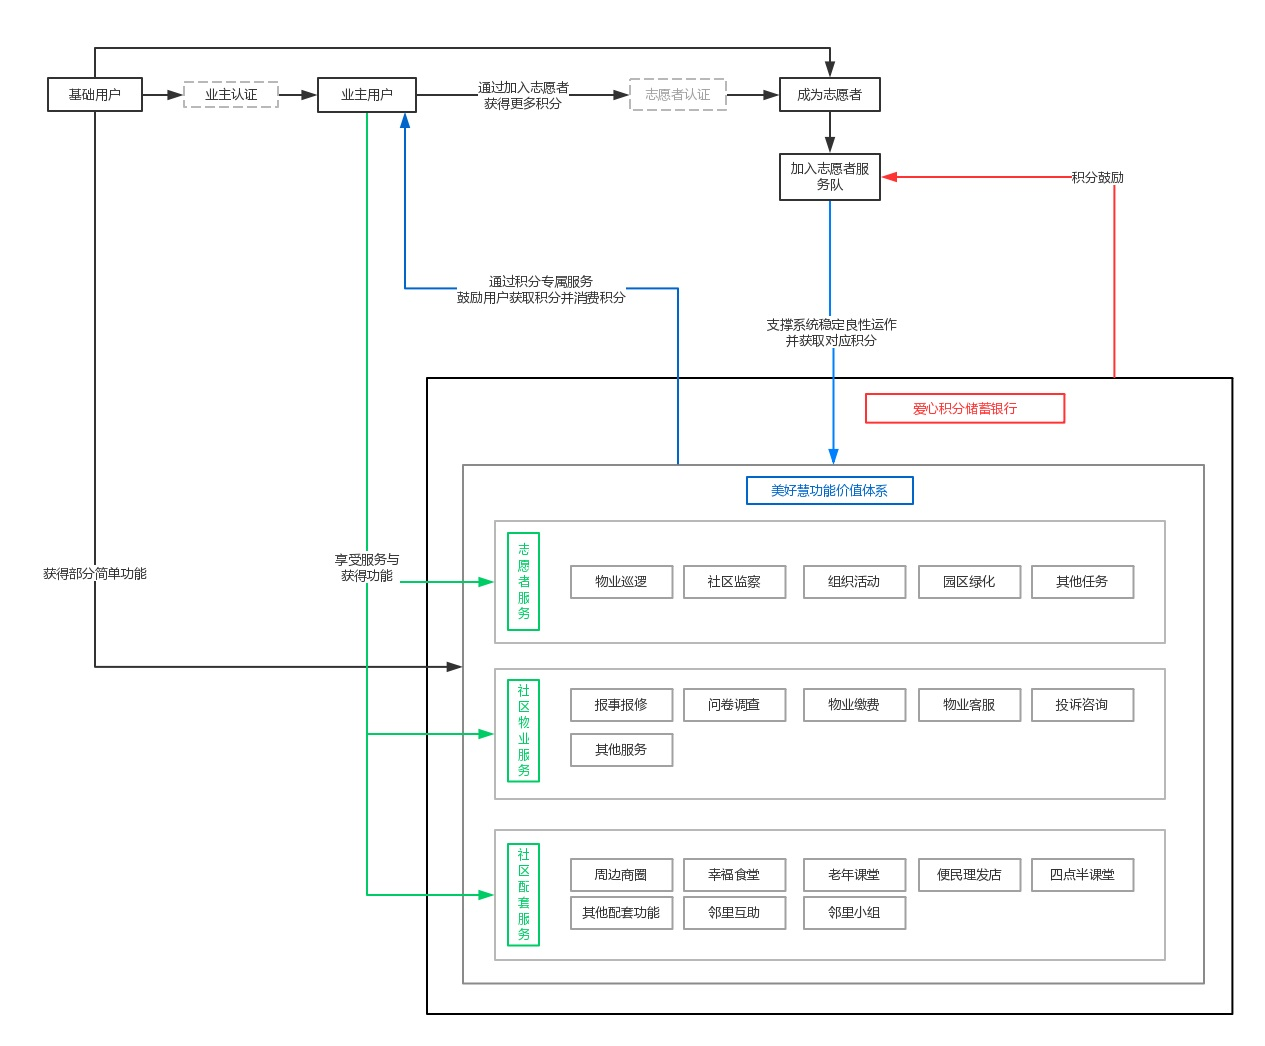 基础用户
业主认证
业主用户
通过加入志愿者
获得更多积分
志愿者认证
成为志愿者
加入志愿者服
务队
积分鼓励
通过积分专属服务
鼓励用户获取积分并消费积分
支撑系统稳定良性运作
并获取对应积分
爱心积分储蓄银行
美好慧功能价值体系
享受服务与
获得功能
获得部分简单功能
志
愿
者
服
务
物业巡逻
社区监察
组织活动
园区绿化
其他任务
社
区
物
业
服
务
报事报修
问卷调查
物业缴费
物业客服
投诉咨询
其他服务
社
区
配
套
服
务
周边商圈
幸福食堂
老年课堂
便民理发店
四点半课堂
其他配套功能
邻里互助
邻里小组